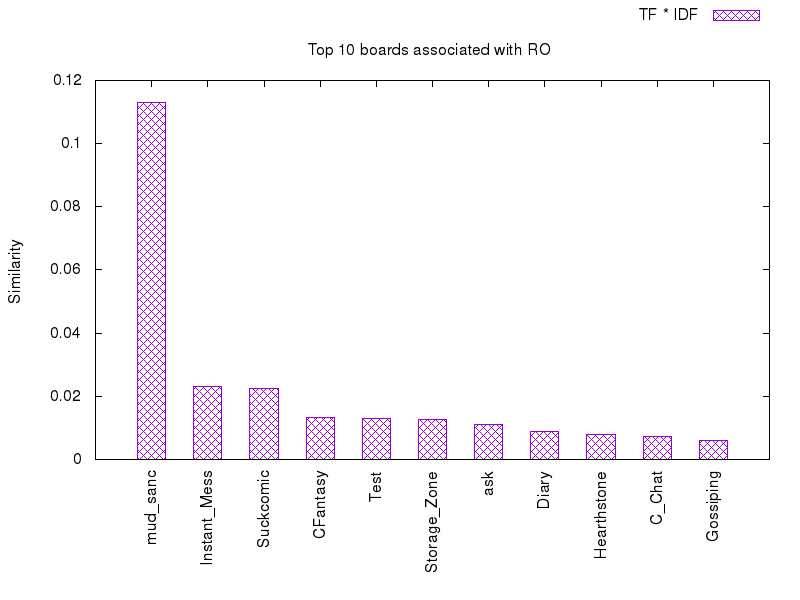 TF * IDF
Top 10 boards associated with RO
0.12
0.1
0.08
0.06
0.04
0.02
0
Similarity
mud_sanc
Instant_Mess
Suckcomic
CFantasy
Test
Storage_Zone
ask
Diary
Hearthstone
C_Chat
Gossiping